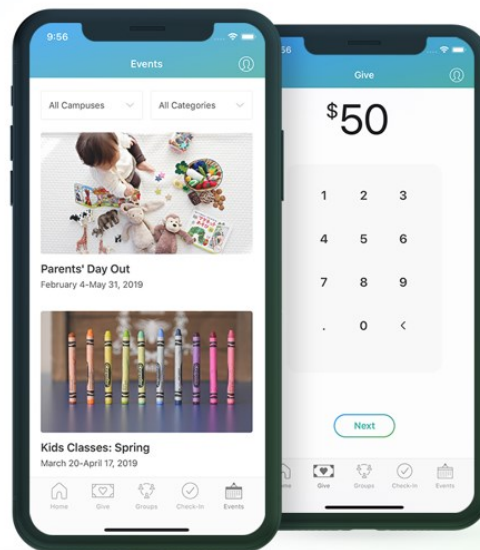 9:56
Events
All Campuses
All Categories
Parents' Day Out
February 4-May 31, 2019
Kids Classes: Spring
March 20-April 17, 2019
Home
Give
Groups
Check-In
Events
56
Give
$50
1 2 3
4 5 6
7 8 9
. 0 <
Next
Give
Groups
Check-In
Events